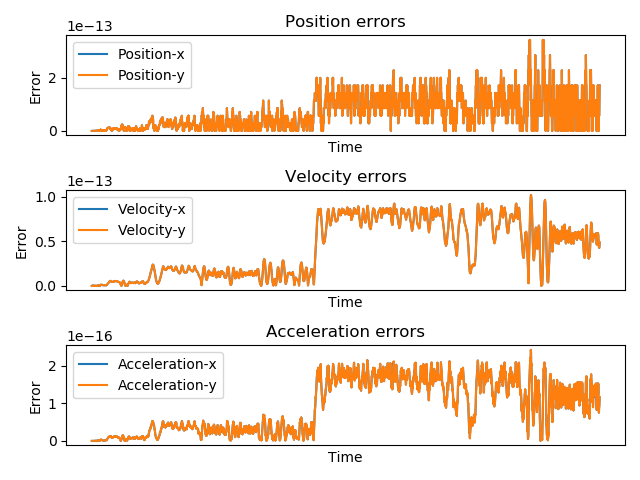 Position errors
1e−13
Position-x
Position-y
2
0
Error
Time
Velocity errors
1e−13
Velocity-x
Velocity-y
1.0
0.5
0.0
Error
Time
Acceleration errors
1e−16
Acceleration-x
Acceleration-y
2
1
0
Error
Time